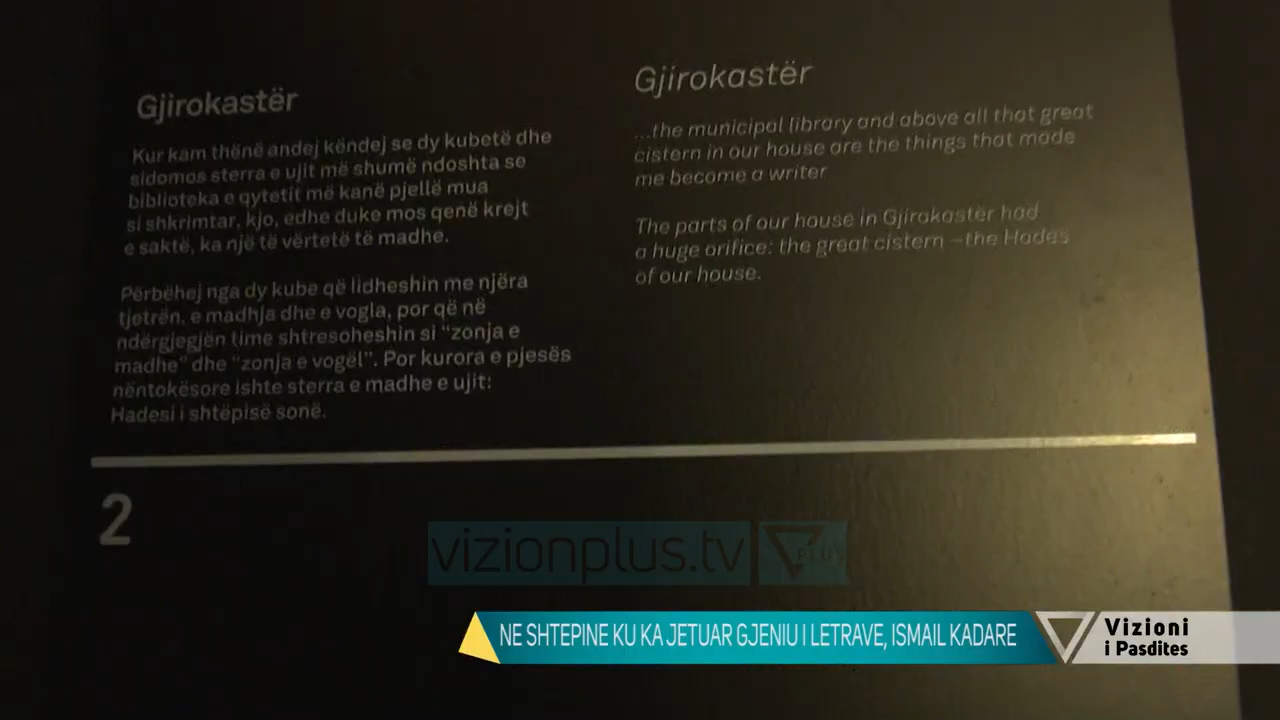 Gjirokastër
Kur kam thënë andej këndej se dy kubetë dhe
sidomos sterra e ujit më shumë ndoshta se
biblioteka e qytetit më kanë pjellë mua
si shkrimtar, kjo, edhe duke mos qenë krejt
e saktë, ka një të vërtetë të madhe.
Përbëhej nga dy kube që lidheshin me njëra
tjetrën, e madhja dhe e vogla, por që në
ndërgjegjën time shtresoheshin si "zonja e
madhe" dhe "zonja e vogël". Por kurora e pjesës
nëntokësore ishte sterra e madhe e ujit:
Hadesi i shtëpisë sonë.
Gjirokastër
...the municipal library and above all that great
cistern in our house are the things that made
me become a writer
The parts of our house in Gjirokastër had
a huge orifice: the great cistern –the Hades
of our house.
2
vizionplus.tv PLUS
NE SHTEPINE KU KA JETUAR GJENIU I LETRAVE, ISMAIL KADARE
Vizioni
i Pasdites